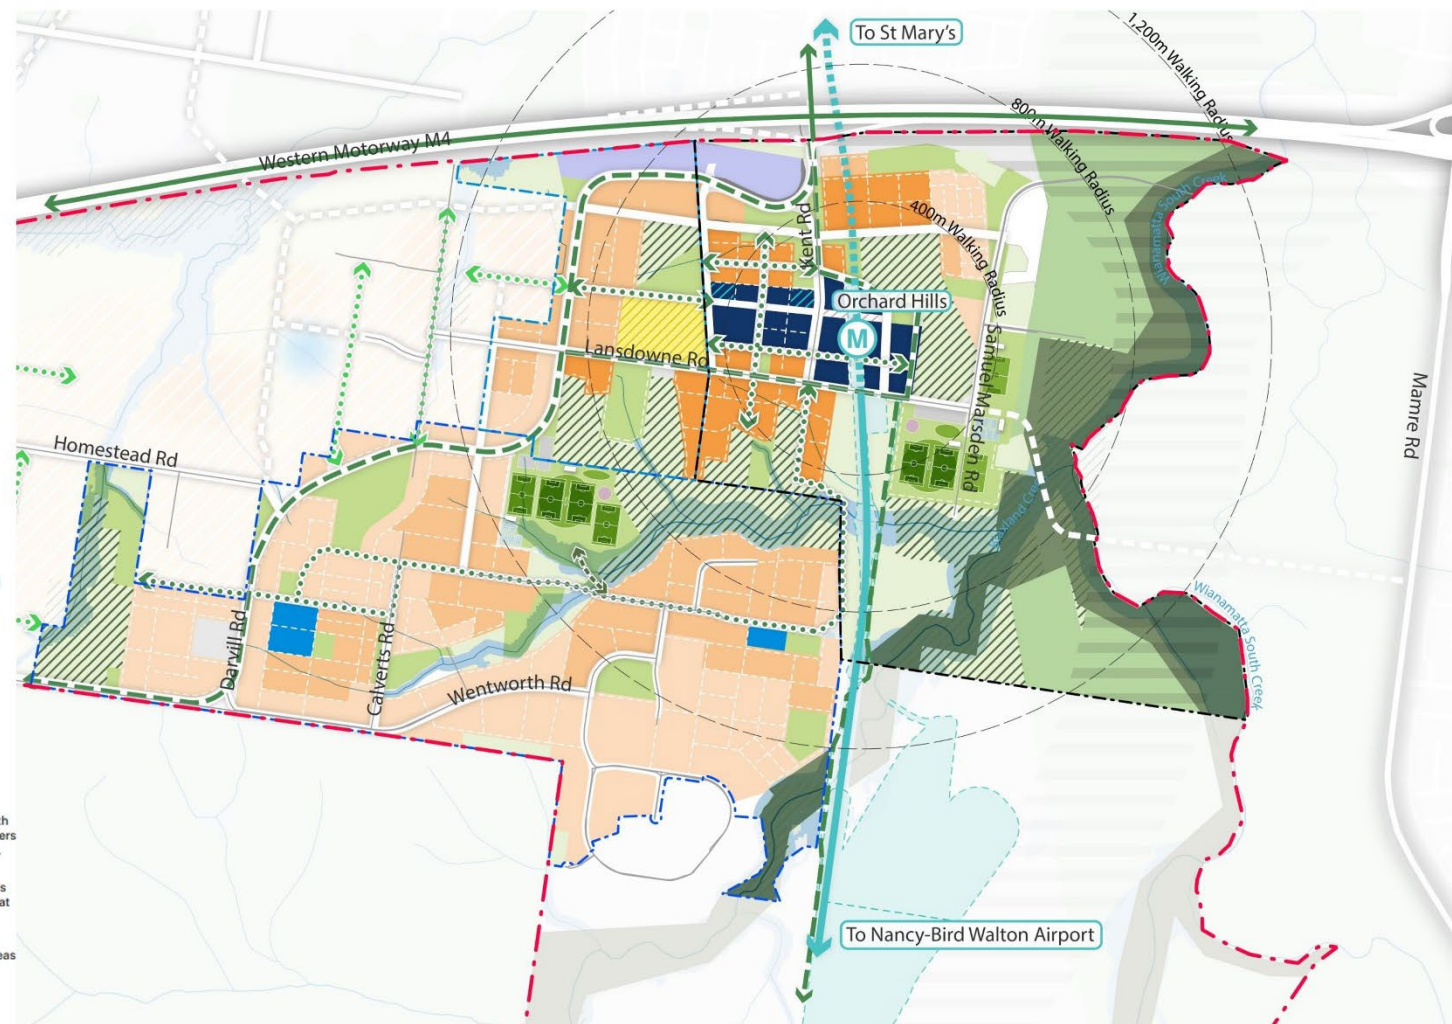 To St Mary's
1,200m Walking Radius
800m Walking Radius
Western Motorway M4
Wianamatta South Creek
400m Walking Radius
Kent Rd
Orchard Hills
M
Lansdowne Rd
Samuel Marsden Rd
Mamre Rd
Homestead Rd
Wianamatta South Creek
Darvill Rd
Calverts Rd
Wentworth Rd
To Nancy-Bird Walton Airport